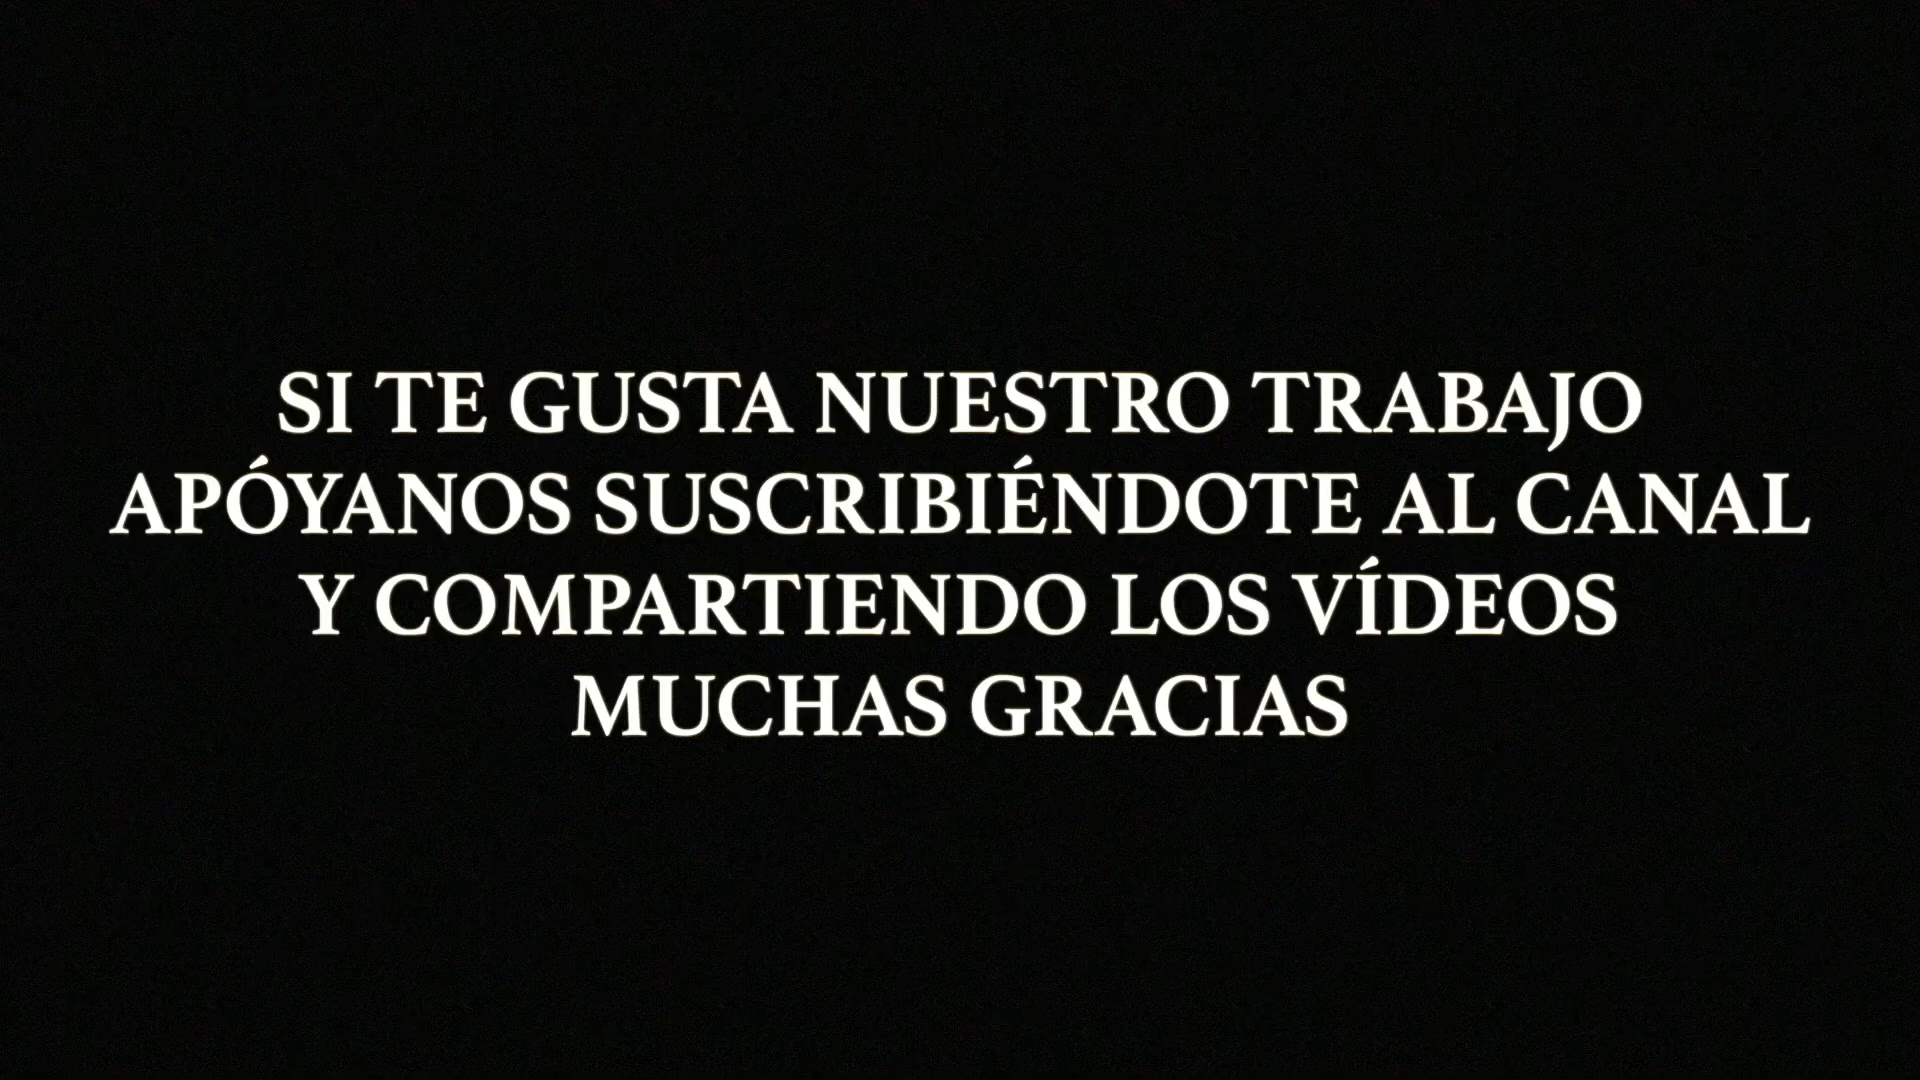 SI TE GUSTA NUESTRO TRABAJO
APÓYANOS SUSCRIBIÉNDOTE AL CANAL
Y COMPARTIENDO LOS VÍDEOS
MUCHAS GRACIAS